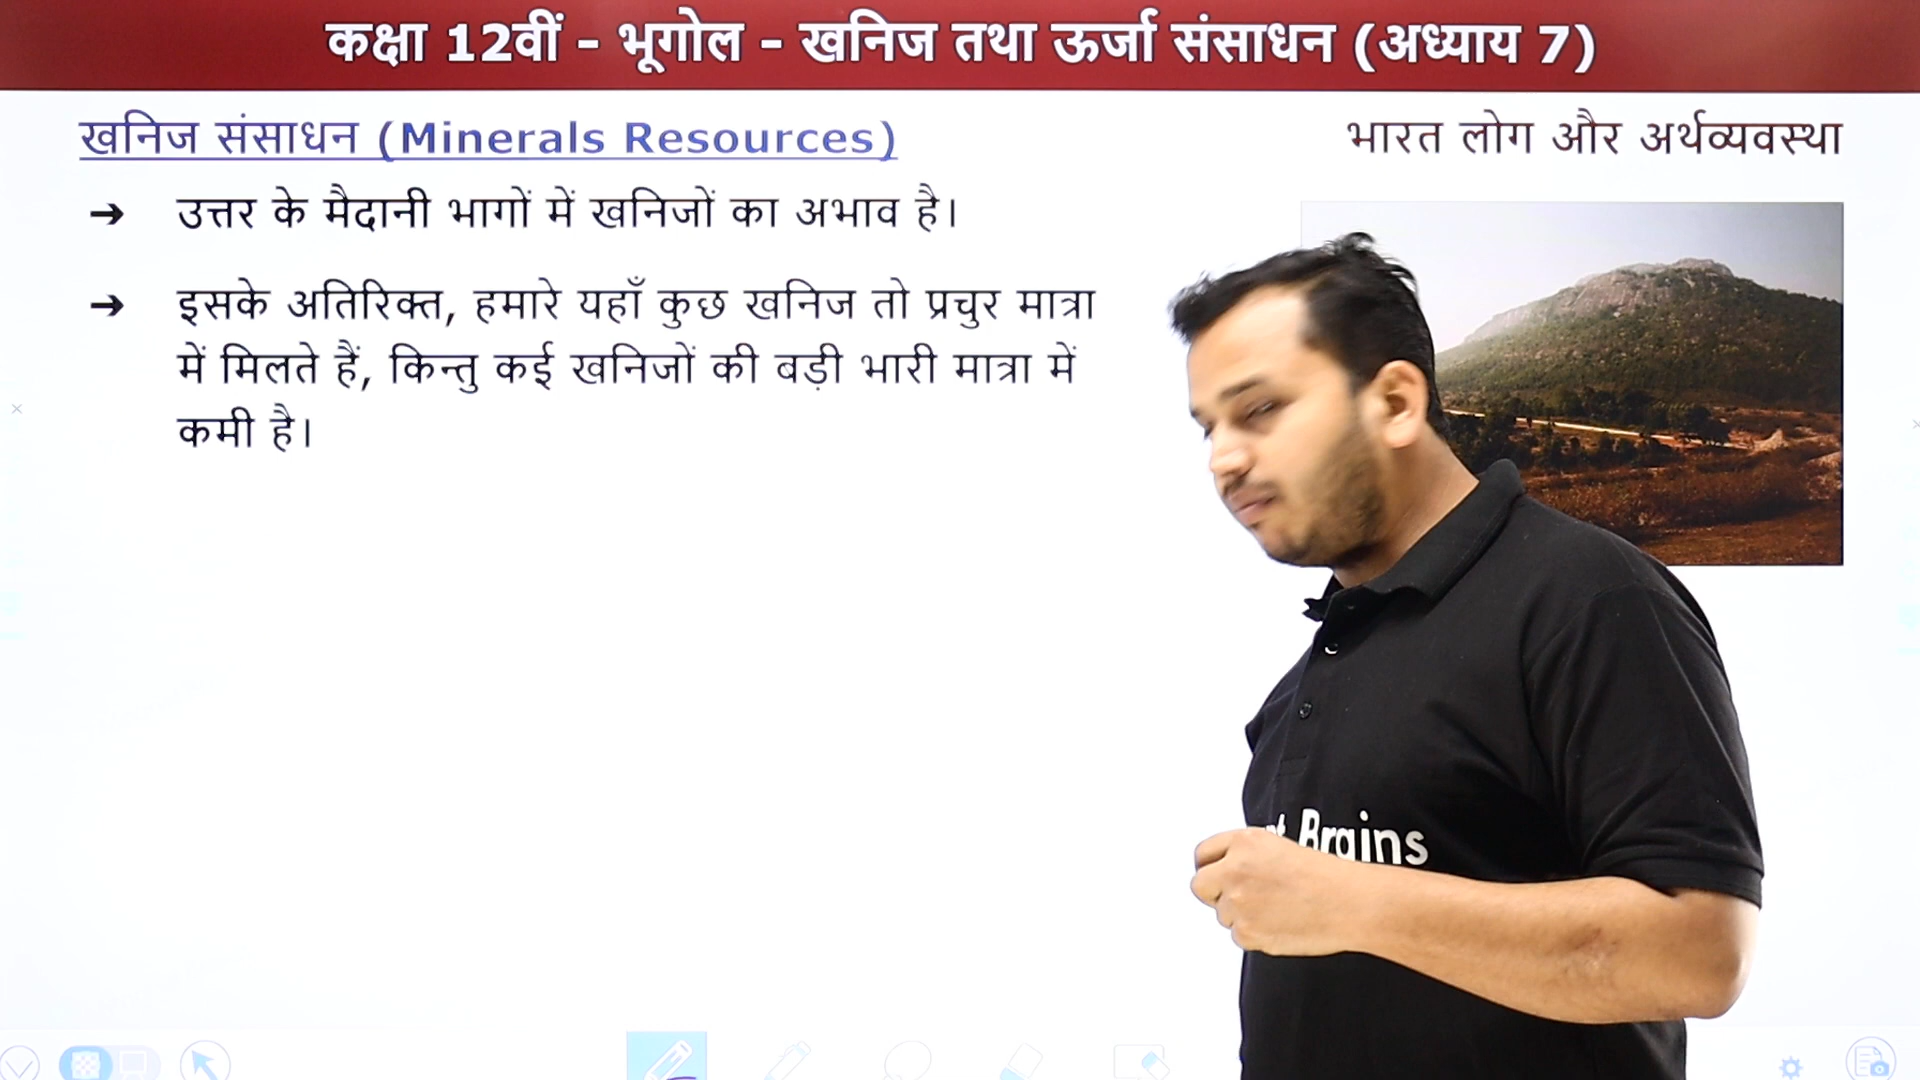 कक्षा 12वीं - भूगोल - खनिज तथा ऊर्जा संसाधन (अध्याय 7)
खनिज संसाधन (Minerals Resources)
भारत लोग और अर्थव्यवस्था
➔ उत्तर के मैदानी भागों में खनिजों का अभाव है।
➔ इसके अतिरिक्त, हमारे यहाँ कुछ खनिज तो प्रचुर मात्रा
में मिलते हैं, किन्तु कई खनिजों की बड़ी भारी मात्रा में
कमी है।
Brains